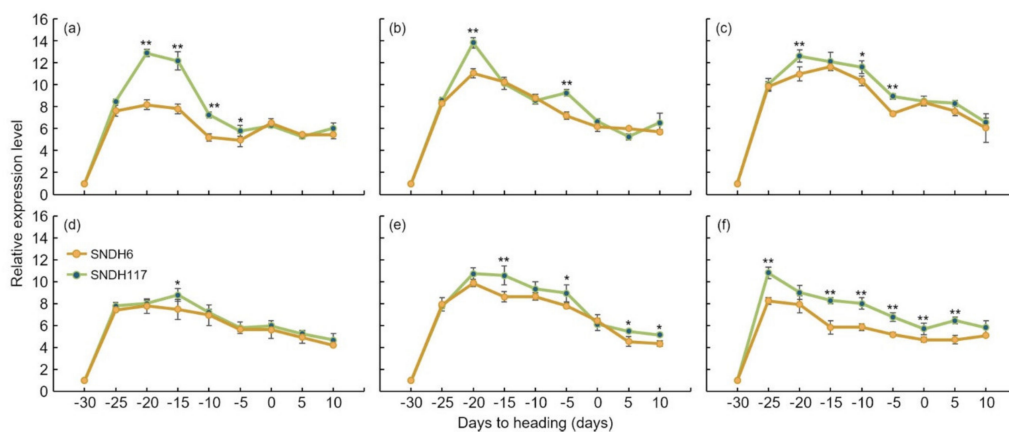 (a) (b) (c)
16
14
12
10
8
6
4
2
0
** ** ** *
** **
** * **
Relative expression level
(d) (e) (f)
16
14
12
10
8
6
4
2
0
SNDH6
SNDH117
*
** * * *
** ** ** ** ** **
-30 -25 -20 -15 -10 -5 0 5 10 -30 -25 -20 -15 -10 -5 0 5 10 -30 -25 -20 -15 -10 -5 0 5 10
Days to heading (days)